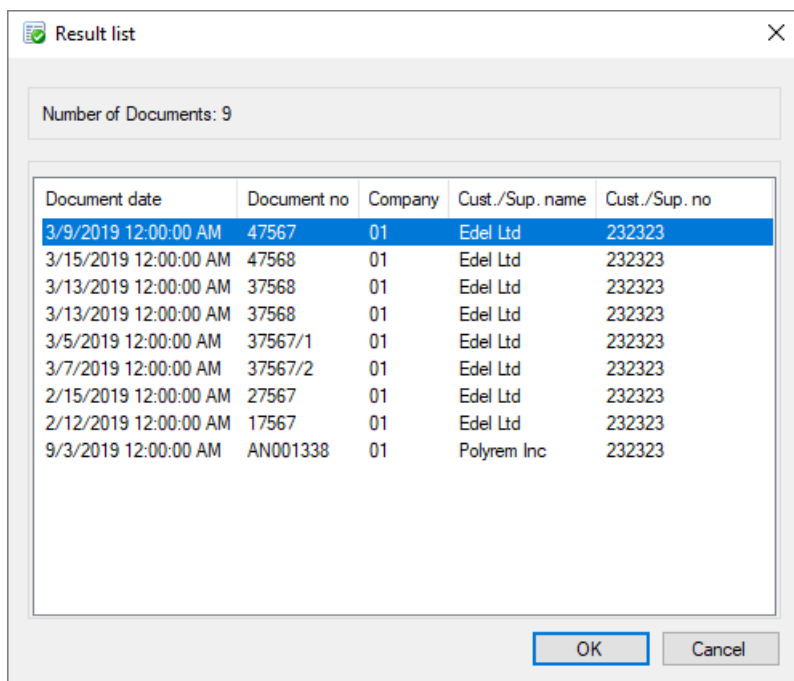 Result list
Number of Documents: 9
Document date Document no Company Cust./Sup. name Cust./Sup. no
3/9/2019 12:00:00 AM 47567 01 Edel Ltd 232323
3/15/2019 12:00:00 AM 47568 01 Edel Ltd 232323
3/13/2019 12:00:00 AM 37568 01 Edel Ltd 232323
3/13/2019 12:00:00 AM 37568 01 Edel Ltd 232323
3/5/2019 12:00:00 AM 37567/1 01 Edel Ltd 232323
3/7/2019 12:00:00 AM 37567/2 01 Edel Ltd 232323
2/15/2019 12:00:00 AM 27567 01 Edel Ltd 232323
2/12/2019 12:00:00 AM 17567 01 Edel Ltd 232323
9/3/2019 12:00:00 AM AN001338 01 Polyrem Inc 232323
OK Cancel